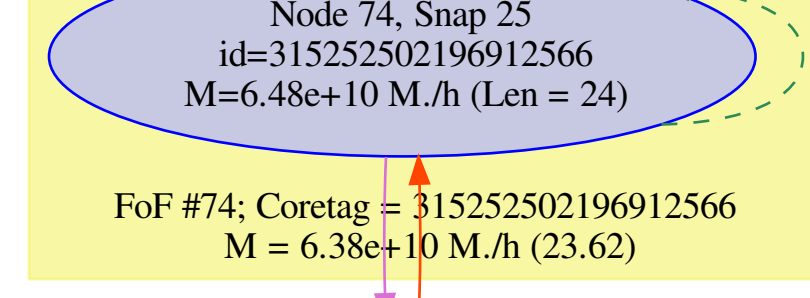 Node 74, Snap 25
id=315252502196912566
M=6.48e+10 M./h (Len = 24)
FoF #74; Coretag = 315252502196912566
M = 6.38e+10 M./h (23.62)